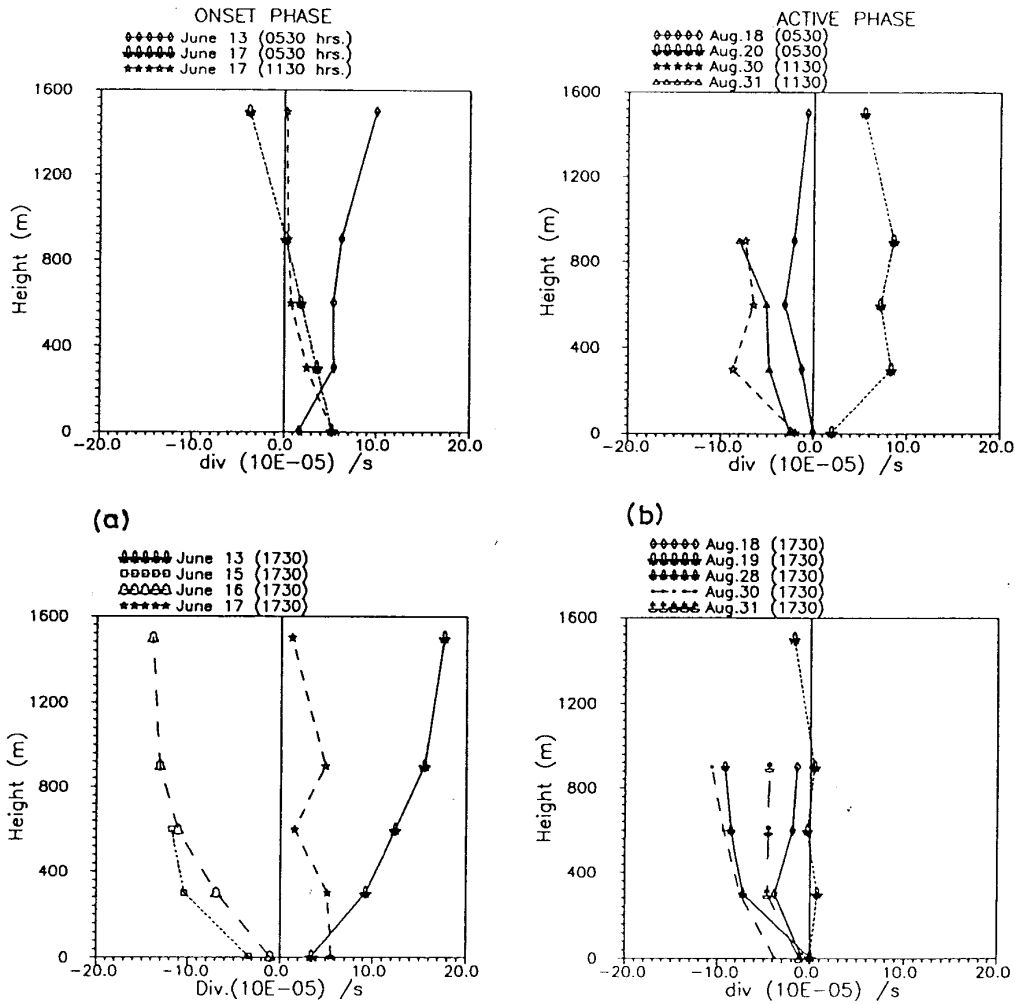 ONSET PHASE
June 13 (0530 hrs.)
June 17 (0530 hrs.)
June 17 (1130 hrs.)
1600
1200
800
400
0
Height (m)
-20.0
-10.0
0.0
10.0
20.0
div (10E-05) /s
ACTIVE PHASE
Aug.18 (0530)
Aug.20 (0530)
Aug.30 (1130)
Aug.31 (1130)
1600
1200
800
400
0
Height (m)
-20.0
-10.0
0.0
10.0
20.0
div (10E-05) /s
(a)
June 13 (1730)
June 15 (1730)
June 16 (1730)
June 17 (1730)
1600
1200
800
400
0
Height (m)
-20.0
-10.0
0.0
10.0
20.0
Div.(10E-05) /s
(b)
Aug.18 (1730)
Aug.19 (1730)
Aug.28 (1730)
Aug.30 (1730)
Aug.31 (1730)
1600
1200
800
400
0
Height (m)
-20.0
-10.0
0.0
10.0
20.0
div (10E-05) /s